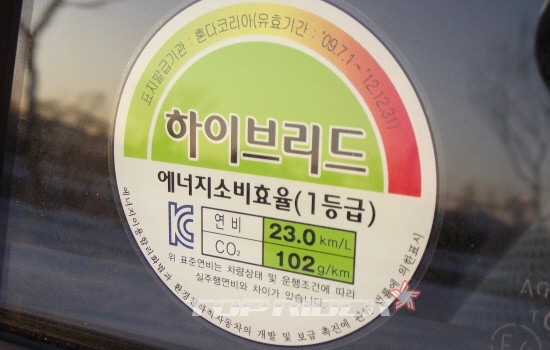 표지발급기관 : 혼다코리아(유효기간 : '09.7.1~'12.12.31)
하이브리드
에너지소비효율(1등급)
연비 23.0 km/L
CO₂ 102 g/km
위 표준연비는 차량상태 및 운행조건에 따라
실주행연비와 차이가 있습니다.
에너지이용합리화법과 환경친화적자동차의 개발 및 보급 촉진에 관한 법률에 의한표시
TOP RIDER
AG